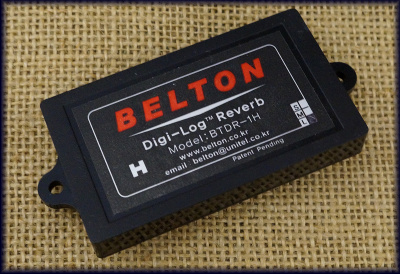 BELTON
Digi-Log™ Reverb
Model: BTDR-1H
www.belton.co.kr
email : belton@unitel.co.kr
Patent Pending
H
S
M
L